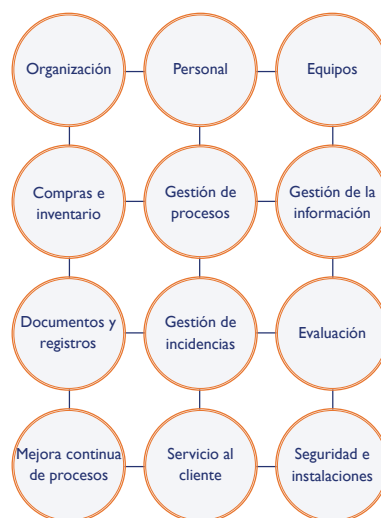 Organización
Personal
Equipos
Compras e
inventario
Gestión de
procesos
Gestión de la
información
Documentos y
registros
Gestión de
incidencias
Evaluación
Mejora continua
de procesos
Servicio al
cliente
Seguridad e
instalaciones